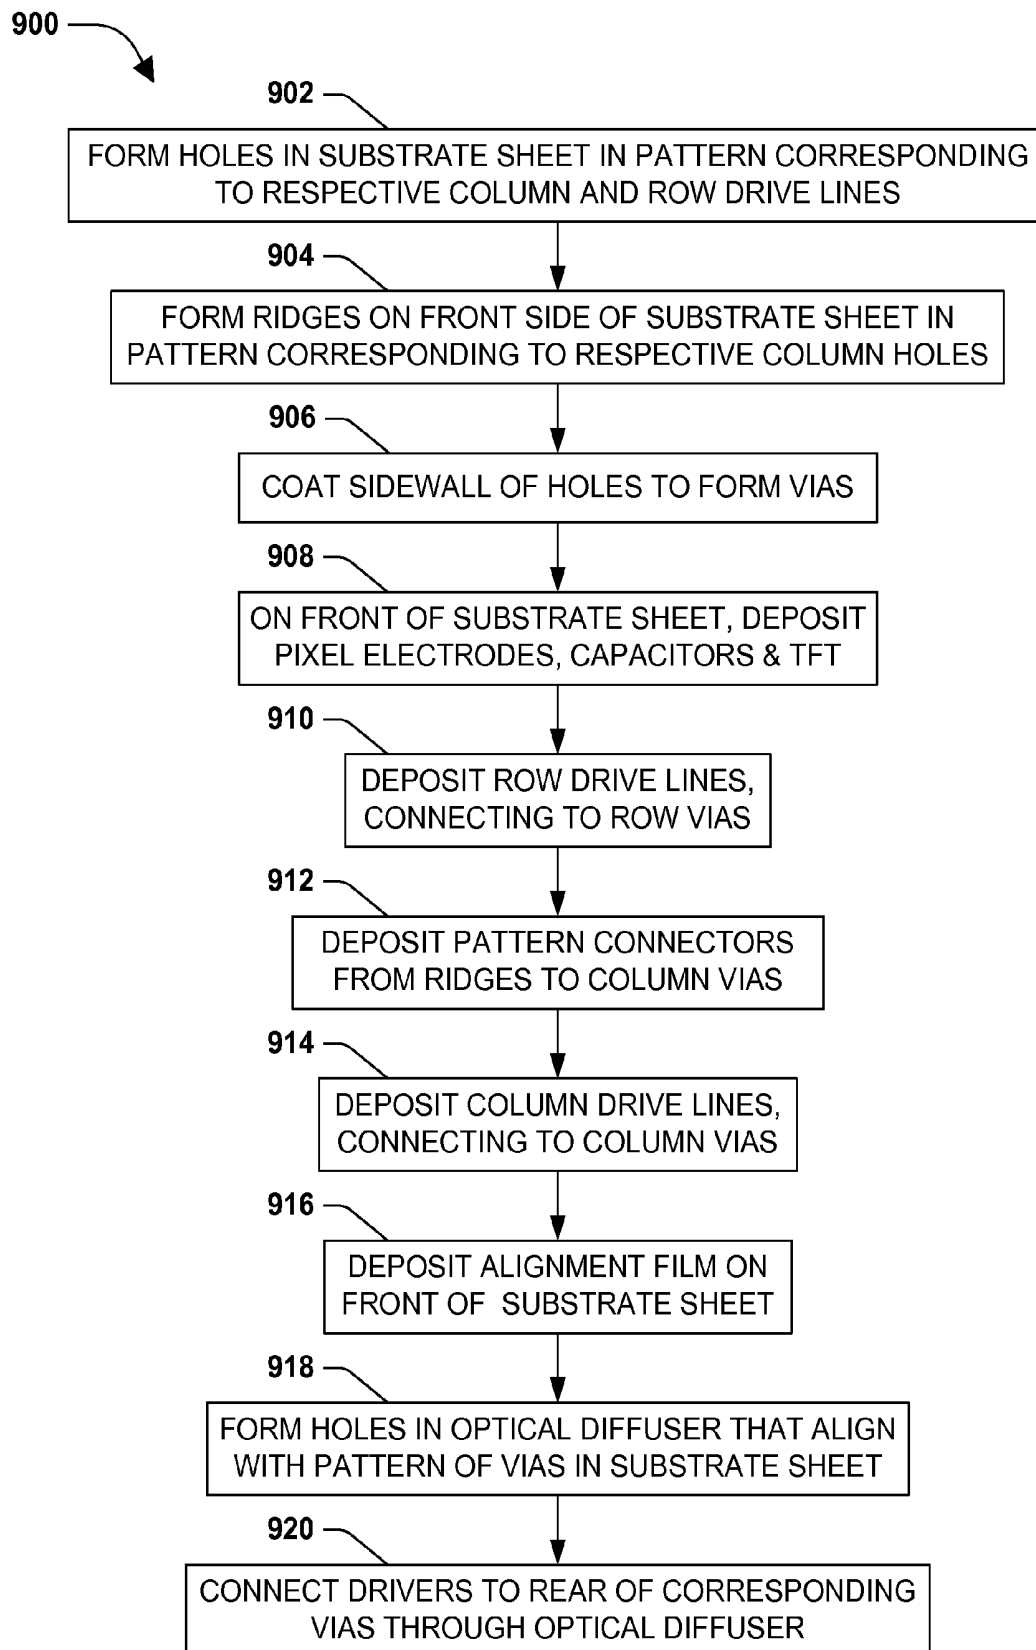 900
902
FORM HOLES IN SUBSTRATE SHEET IN PATTERN CORRESPONDING
TO RESPECTIVE COLUMN AND ROW DRIVE LINES
904
FORM RIDGES ON FRONT SIDE OF SUBSTRATE SHEET IN
PATTERN CORRESPONDING TO RESPECTIVE COLUMN HOLES
906
COAT SIDEWALL OF HOLES TO FORM VIAS
908
ON FRONT OF SUBSTRATE SHEET, DEPOSIT
PIXEL ELECTRODES, CAPACITORS & TFT
910
DEPOSIT ROW DRIVE LINES,
CONNECTING TO ROW VIAS
912
DEPOSIT PATTERN CONNECTORS
FROM RIDGES TO COLUMN VIAS
914
DEPOSIT COLUMN DRIVE LINES,
CONNECTING TO COLUMN VIAS
916
DEPOSIT ALIGNMENT FILM ON
FRONT OF SUBSTRATE SHEET
918
FORM HOLES IN OPTICAL DIFFUSER THAT ALIGN
WITH PATTERN OF VIAS IN SUBSTRATE SHEET
920
CONNECT DRIVERS TO REAR OF CORRESPONDING
VIAS THROUGH OPTICAL DIFFUSER